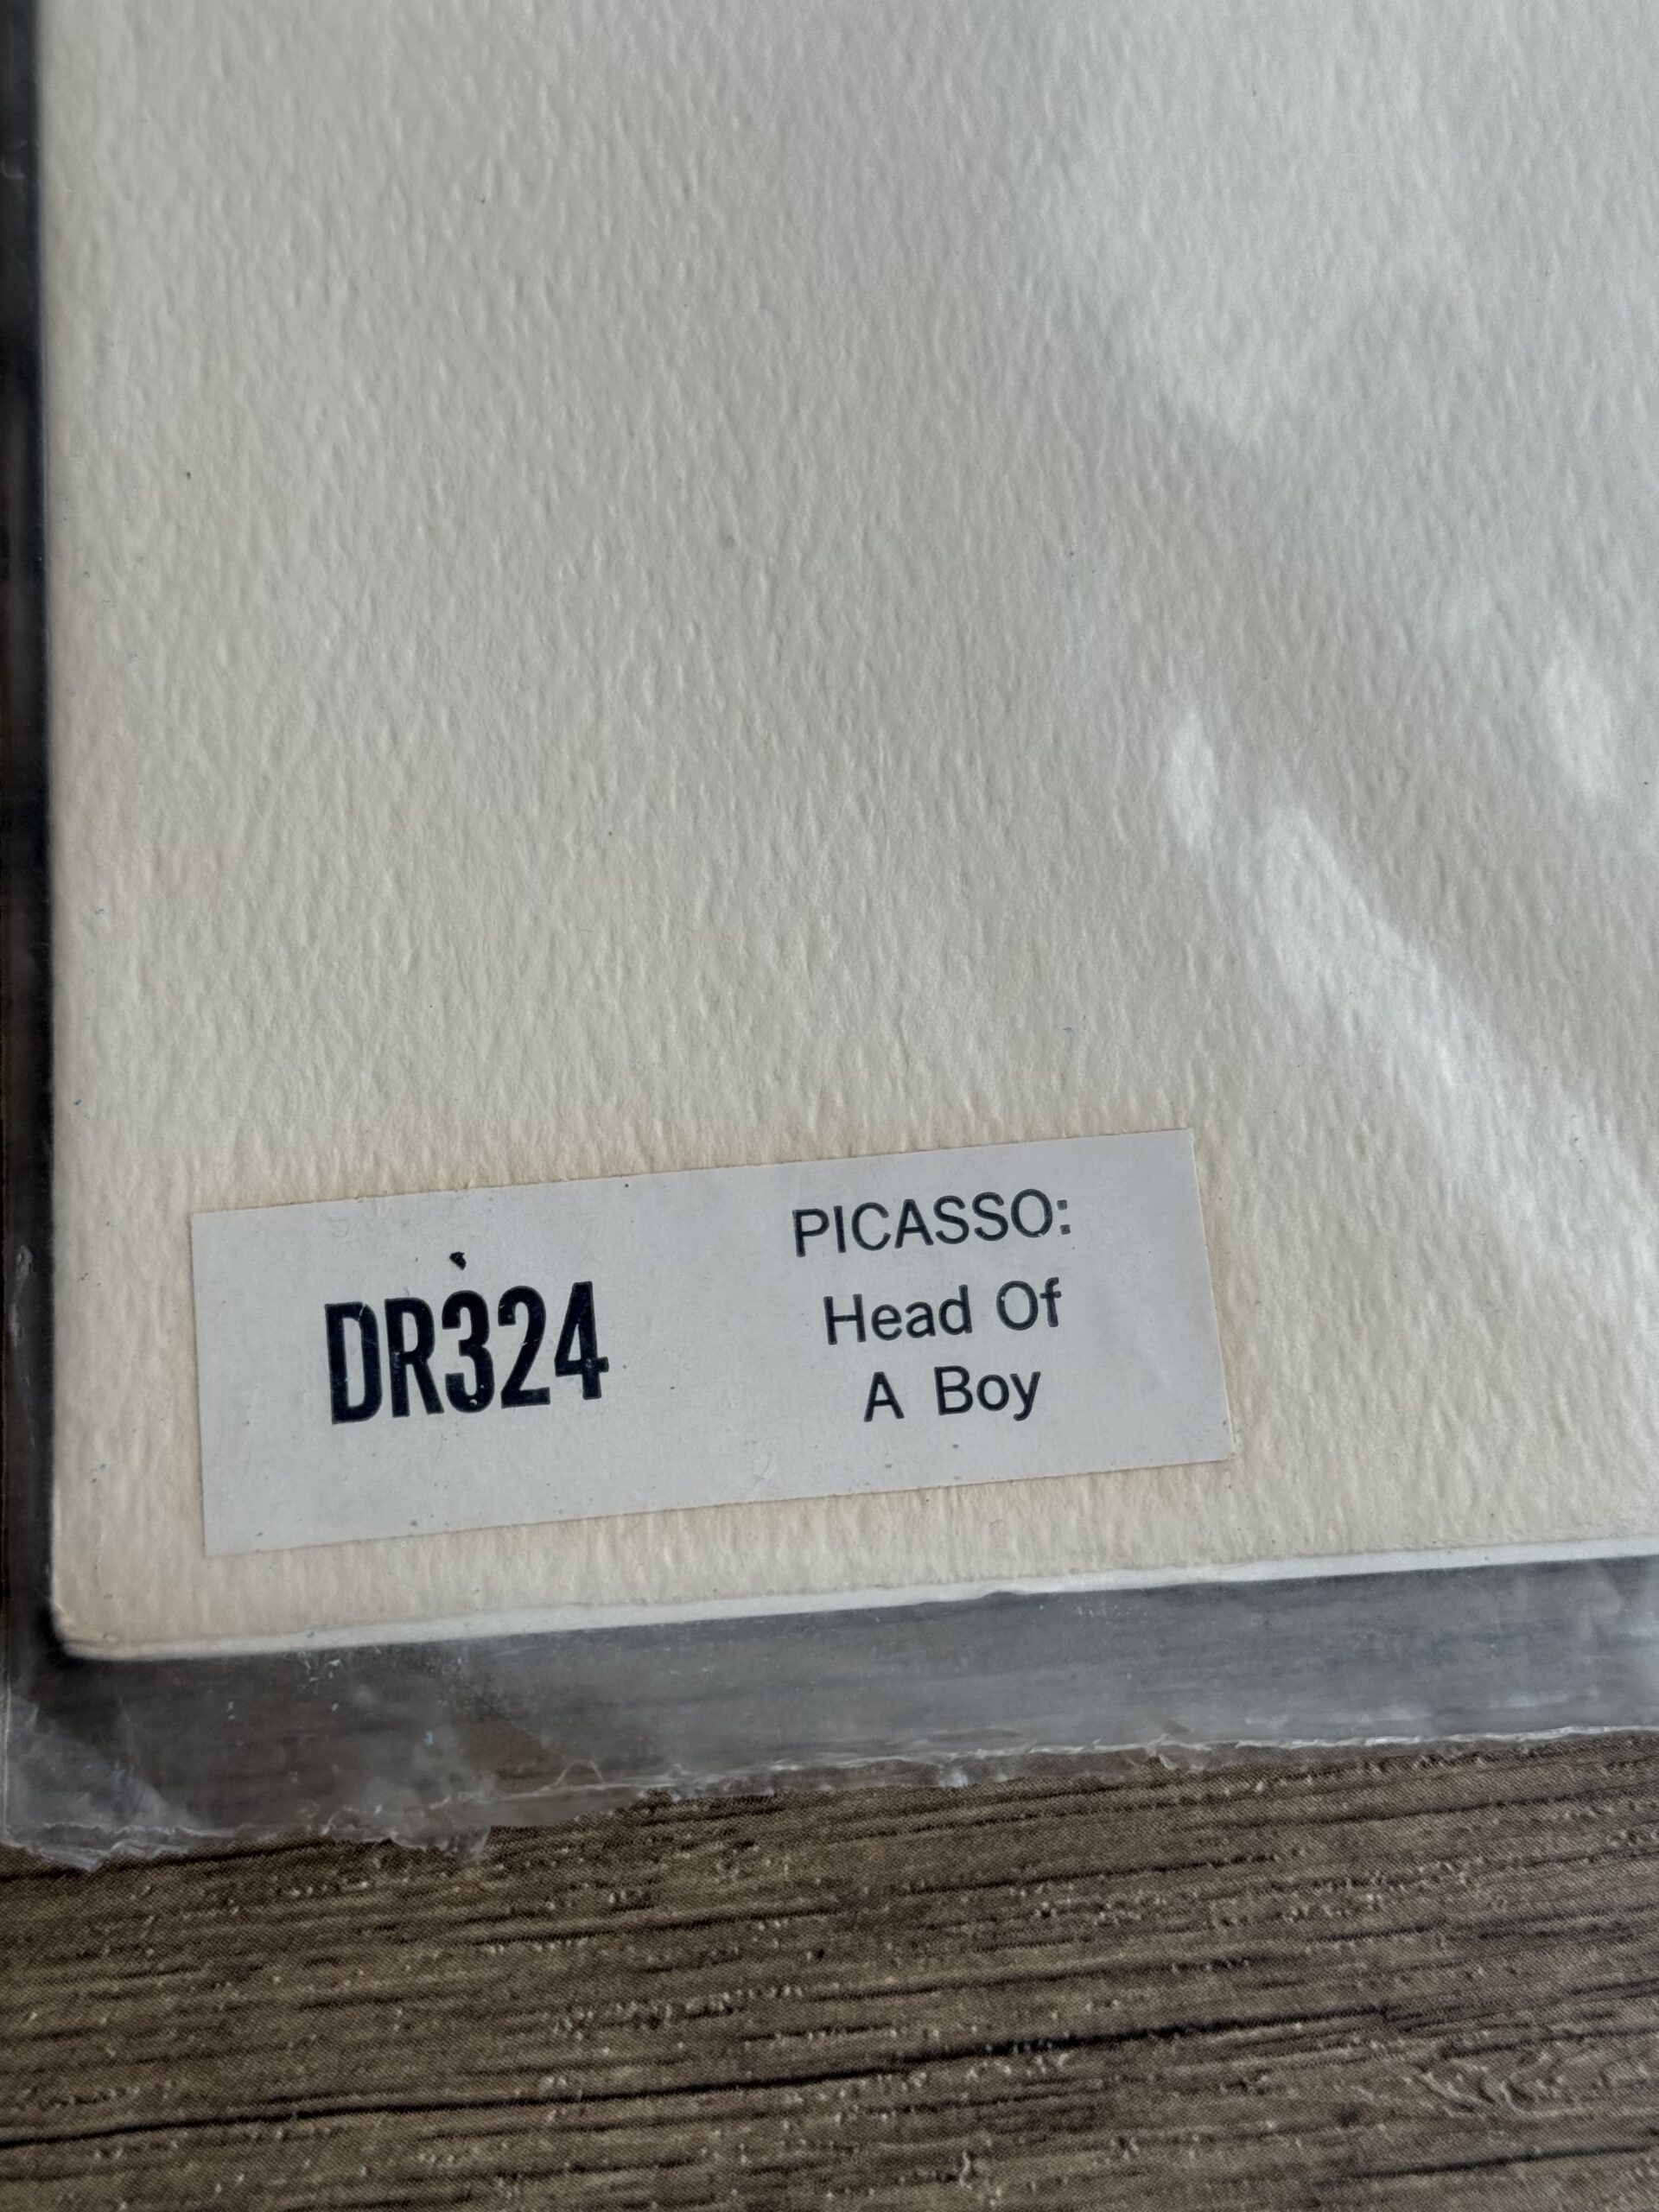 DR324
PICASSO:
Head Of
A Boy